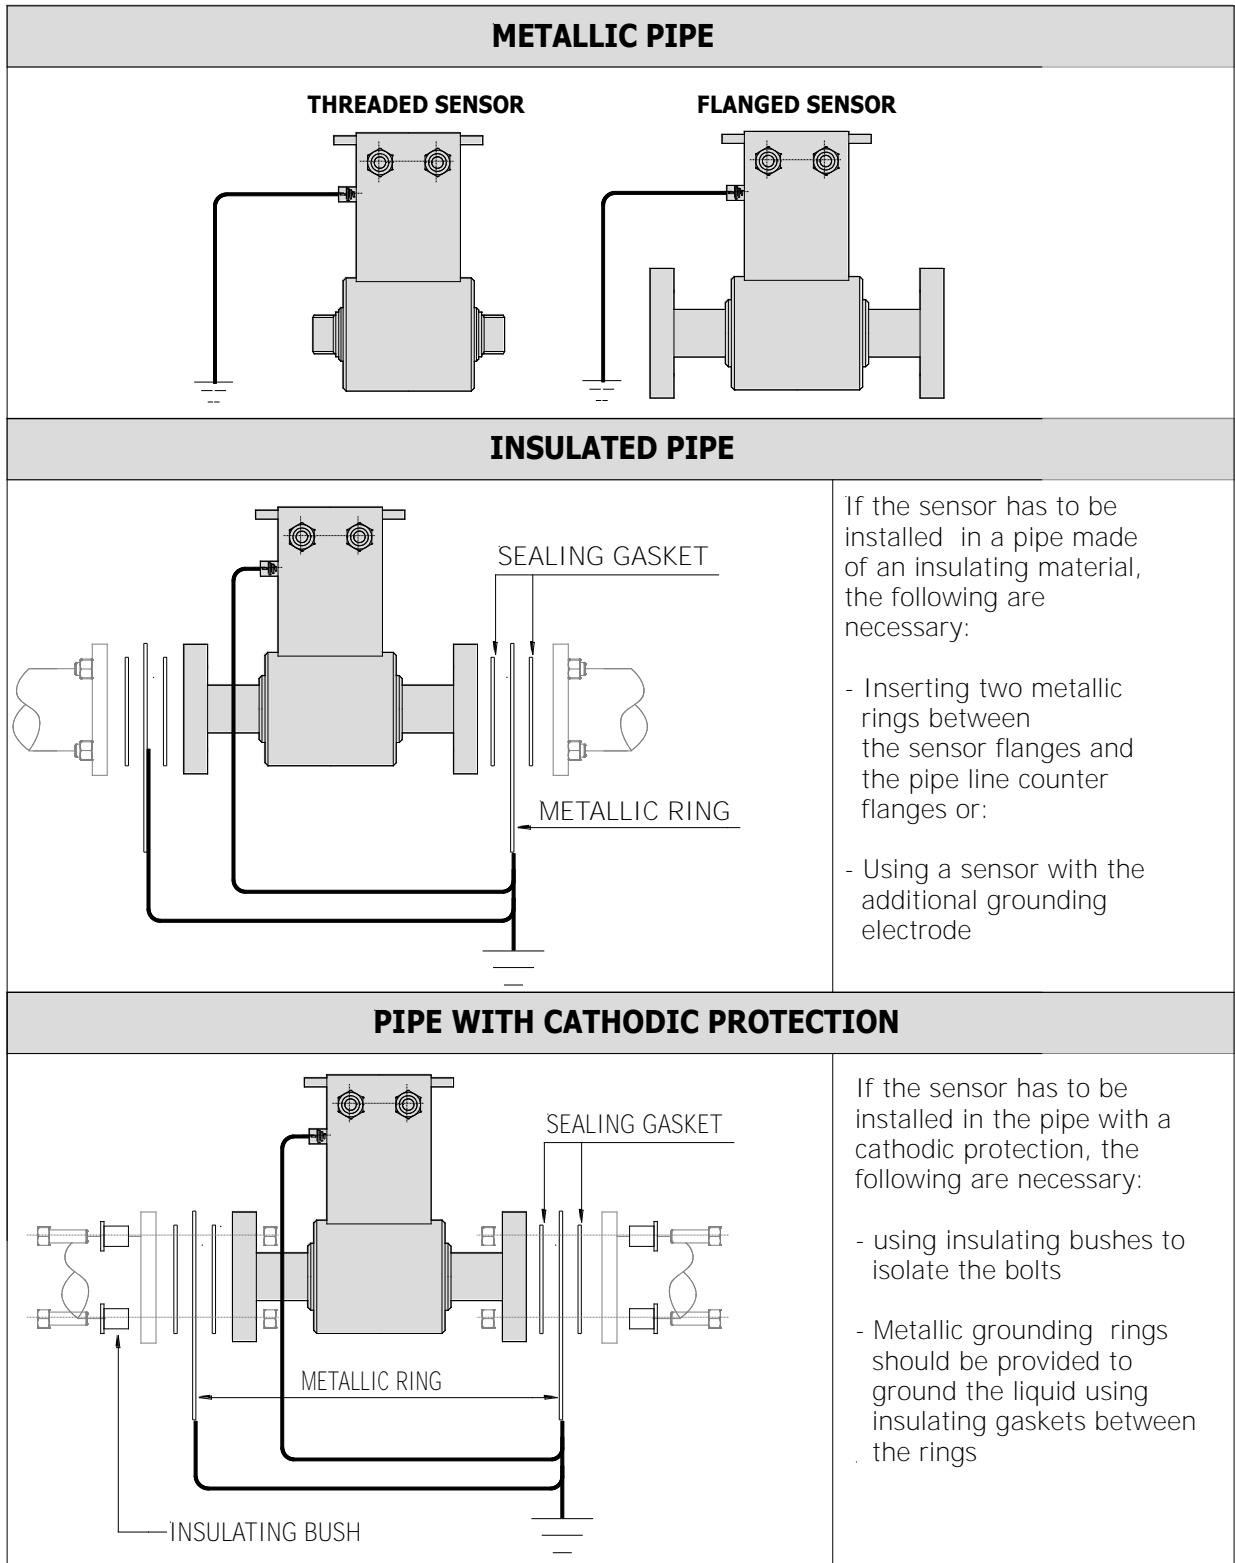 METALLIC PIPE
THREADED SENSOR
FLANGED SENSOR
INSULATED PIPE
SEALING GASKET
METALLIC RING
If the sensor has to be
installed in a pipe made
of an insulating material,
the following are
necessary:
- Inserting two metallic
rings between
the sensor flanges and
the pipe line counter
flanges or:
- Using a sensor with the
additional grounding
electrode
PIPE WITH CATHODIC PROTECTION
SEALING GASKET
METALLIC RING
INSULATING BUSH
If the sensor has to be
installed in the pipe with a
cathodic protection, the
following are necessary:
- using insulating bushes to
isolate the bolts
- Metallic grounding rings
should be provided to
ground the liquid using
insulating gaskets between
the rings